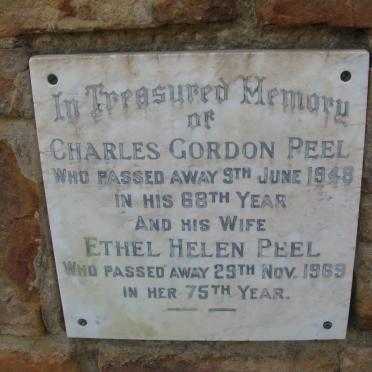 In Treasured Memory
OF
CHARLES GORDON PEEL
WHO PASSED AWAY 9TH JUNE 1948
IN HIS 68TH YEAR
AND HIS WIFE
ETHEL HELEN PEEL
WHO PASSED AWAY 29TH NOV. 1969
IN HER 75TH YEAR.